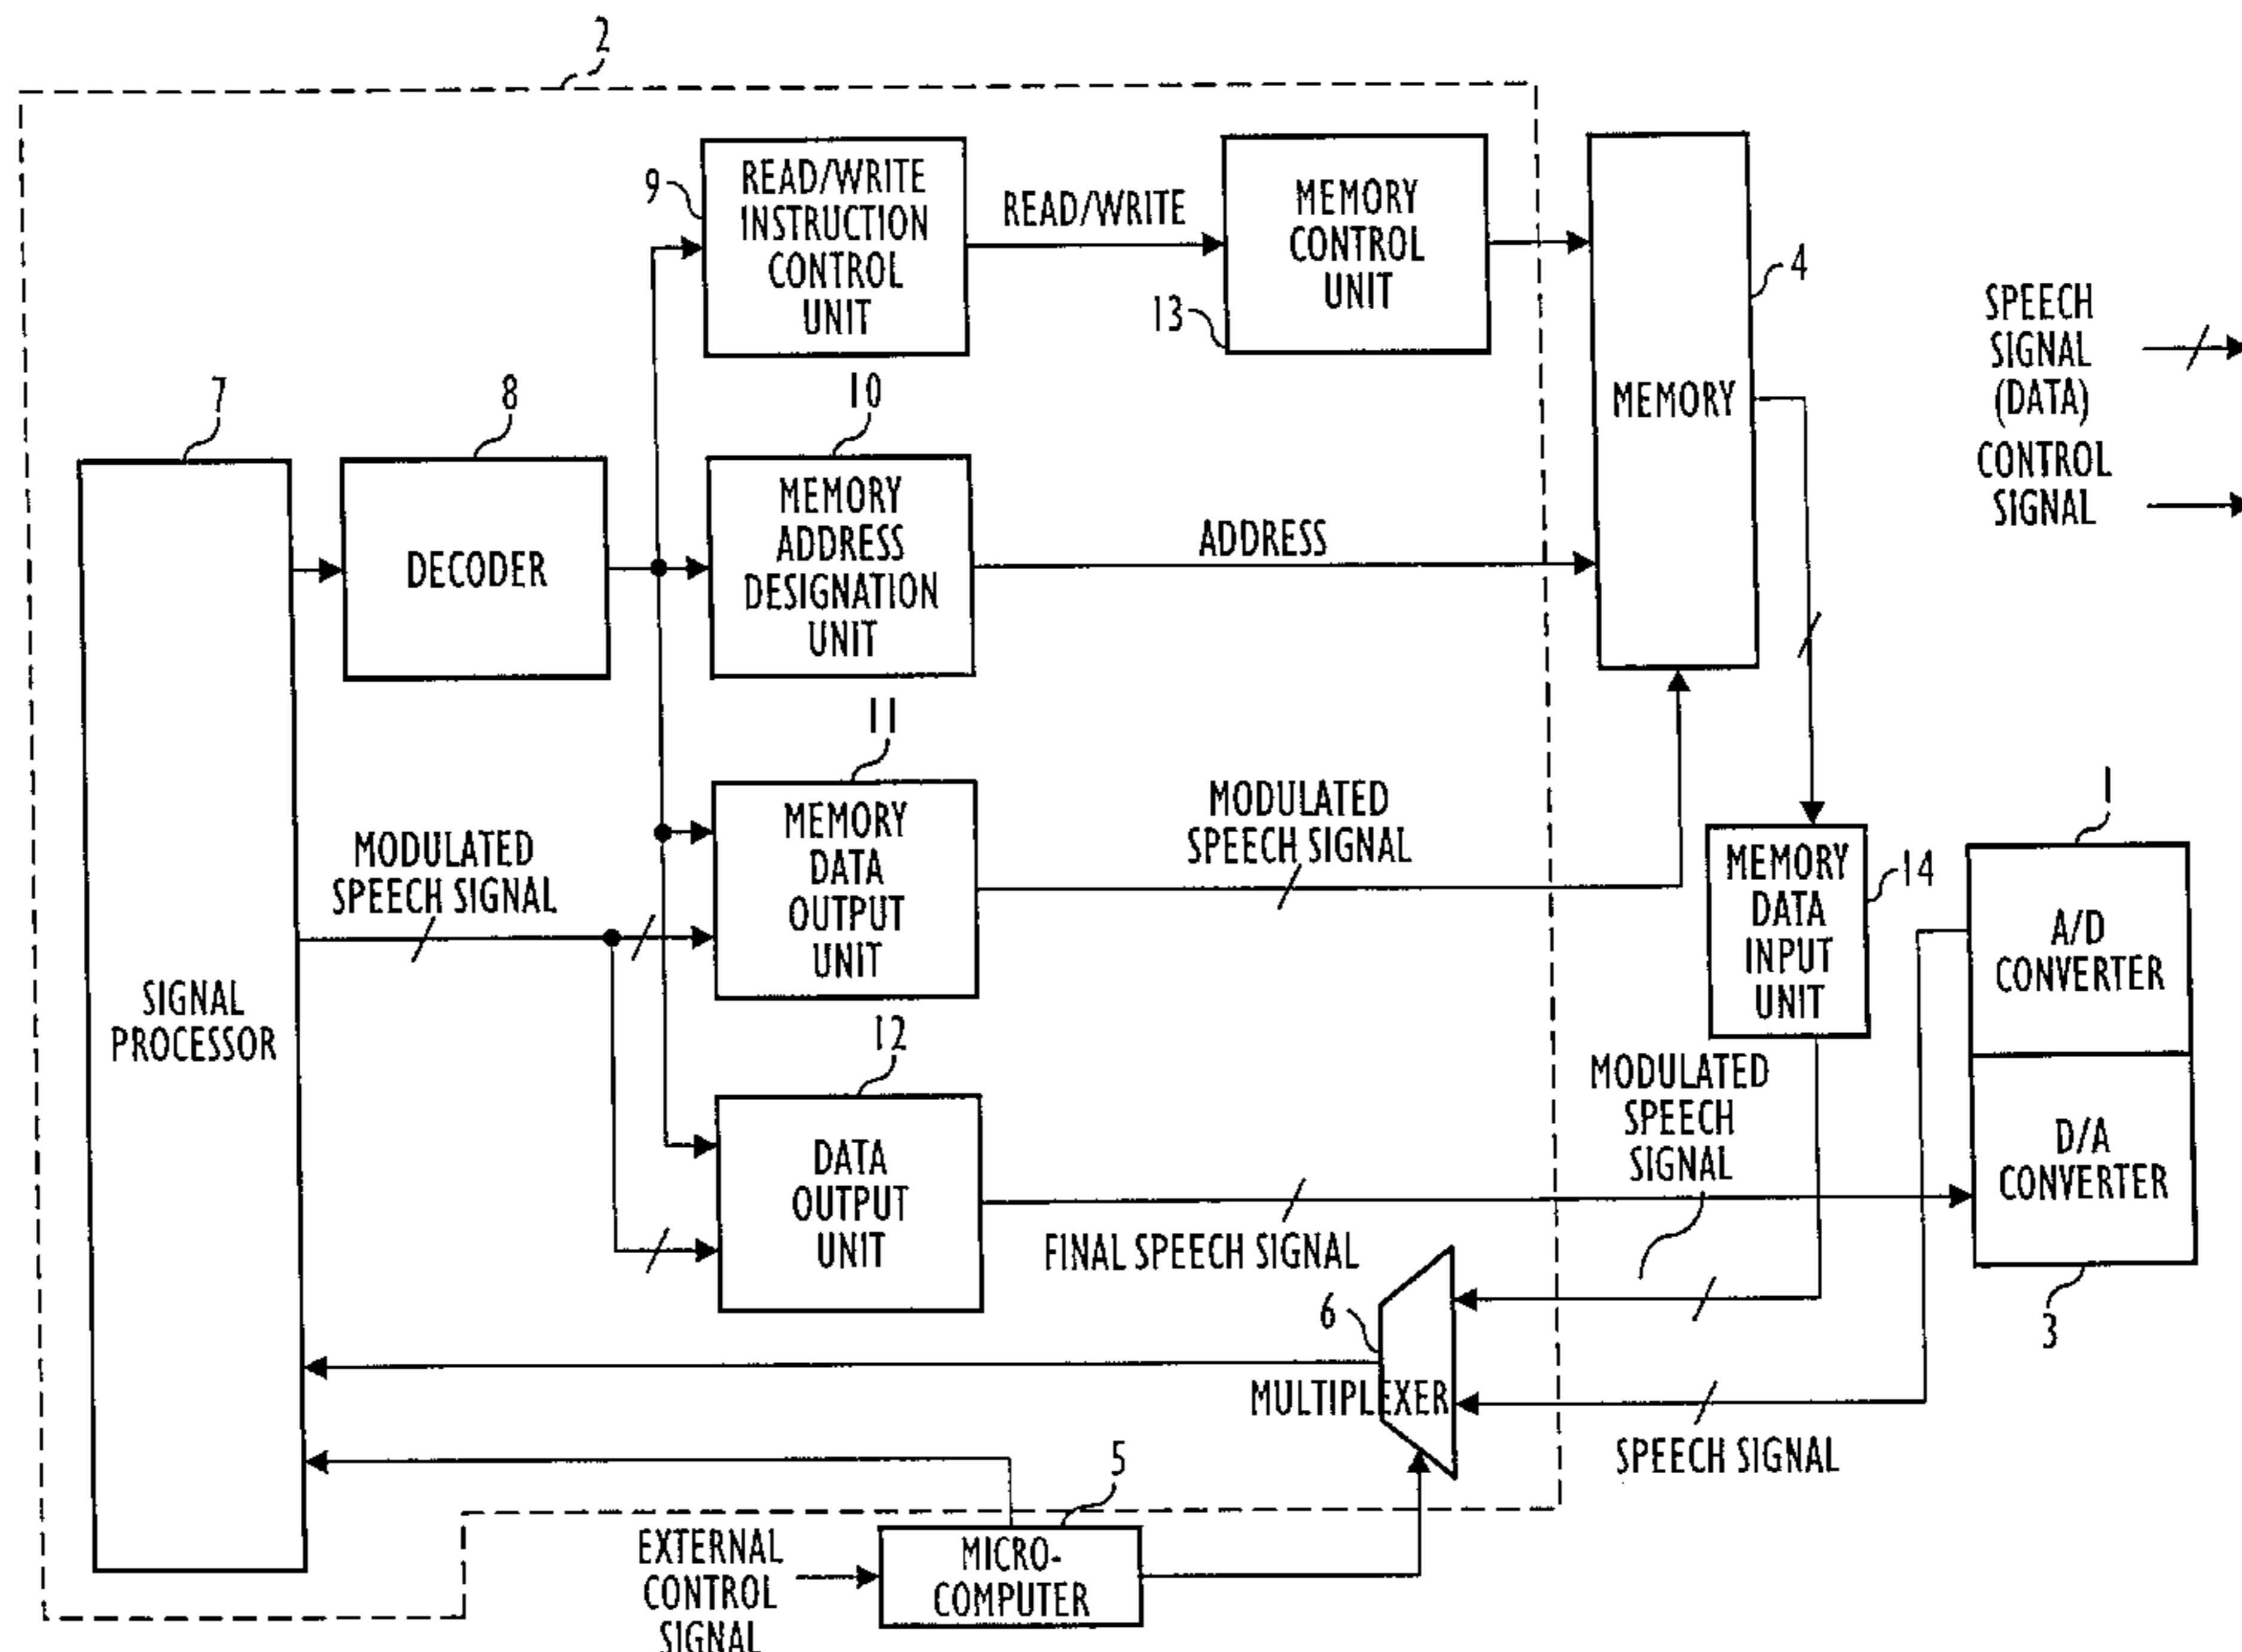 2
9
READ/WRITE
INSTRUCTION
CONTROL
UNIT
READ/WRITE
13
MEMORY
CONTROL
UNIT
4
MEMORY
SPEECH
SIGNAL
(DATA)
CONTROL
SIGNAL
7
8
10
DECODER
MEMORY
ADDRESS
DESIGNATION
UNIT
ADDRESS
11
MODULATED
SPEECH SIGNAL
MEMORY
DATA
OUTPUT
UNIT
MODULATED
SPEECH SIGNAL
MEMORY
DATA
INPUT
UNIT
14
1
A/D
CONVERTER
SIGNAL
PROCESSOR
12
DATA
OUTPUT
UNIT
MODULATED
SPEECH
SIGNAL
D/A
CONVERTER
3
FINAL SPEECH SIGNAL
6
MULTIPLEXER
SPEECH SIGNAL
5
EXTERNAL
CONTROL
SIGNAL
MICRO-
COMPUTER